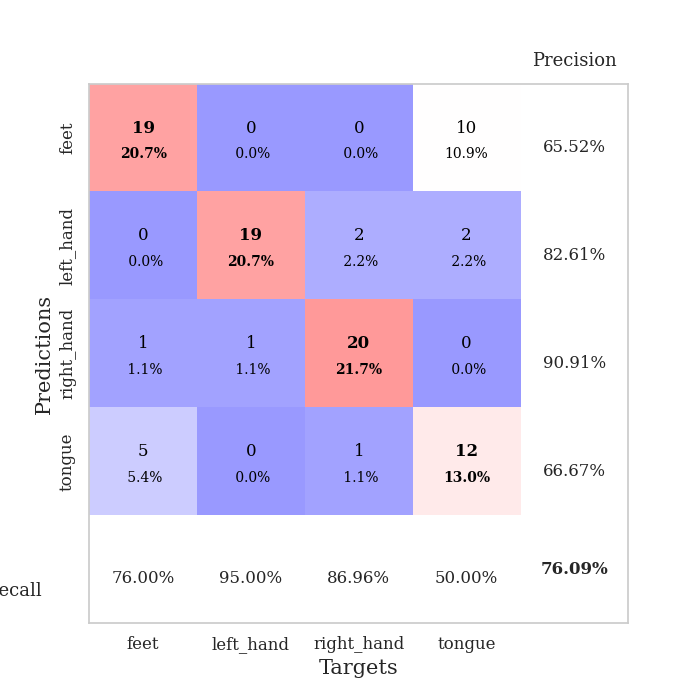 Precision
feet
19 0 0 10 65.52%
20.7% 0.0% 0.0% 10.9%
left_hand
0 19 2 2 82.61%
0.0% 20.7% 2.2% 2.2%
Predictions
right_hand
1 1 20 0 90.91%
1.1% 1.1% 21.7% 0.0%
tongue
5 0 1 12 66.67%
5.4% 0.0% 1.1% 13.0%
ecall 76.00% 95.00% 86.96% 50.00% 76.09%
feet left_hand right_hand tongue
Targets